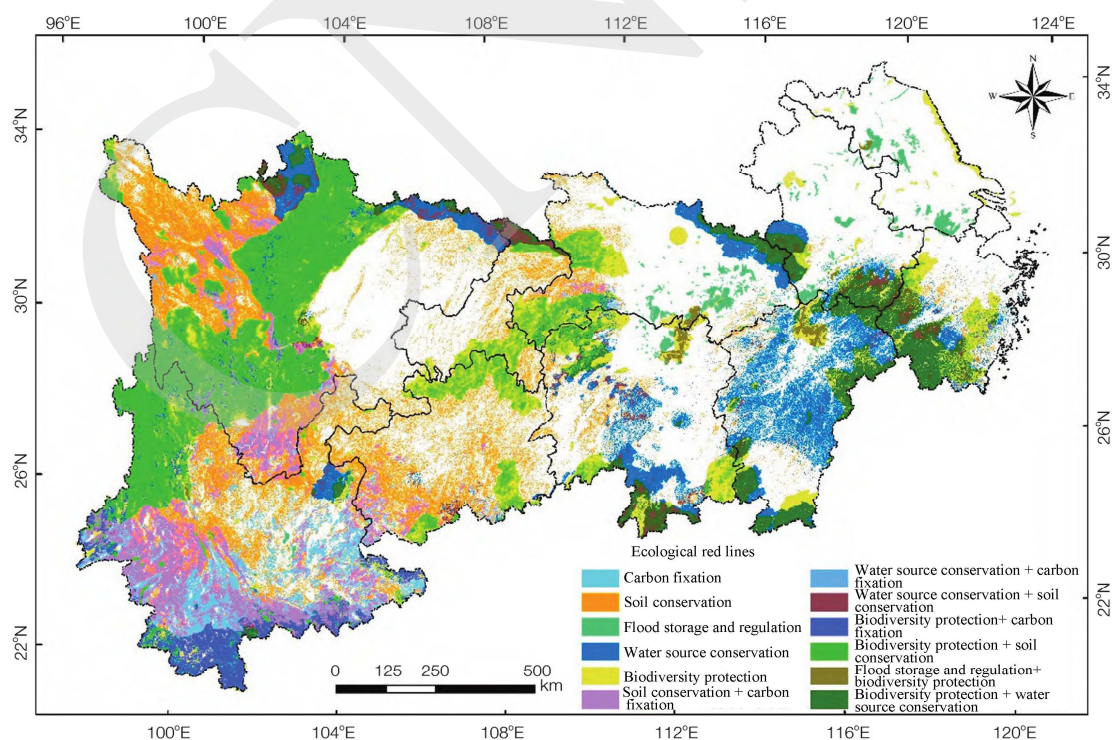 96°E 100°E 104°E 108°E 112°E 116°E 120°E 124°E
N
W E
S
34°N
34°N
30°N
30°N
26°N
26°N
22°N
22°N
Ecological red lines
Carbon fixation
Soil conservation
Flood storage and regulation
Water source conservation
Biodiversity protection
Soil conservation + carbon
fixation
Water source conservation + carbon
fixation
Water source conservation + soil
conservation
Biodiversity protection+ carbon
fixation
Biodiversity protection + soil
conservation
Flood storage and regulation+
biodiversity protection
Biodiversity protection + water
source conservation
0 125 250 500
km
100°E 104°E 108°E 112°E 116°E 120°E